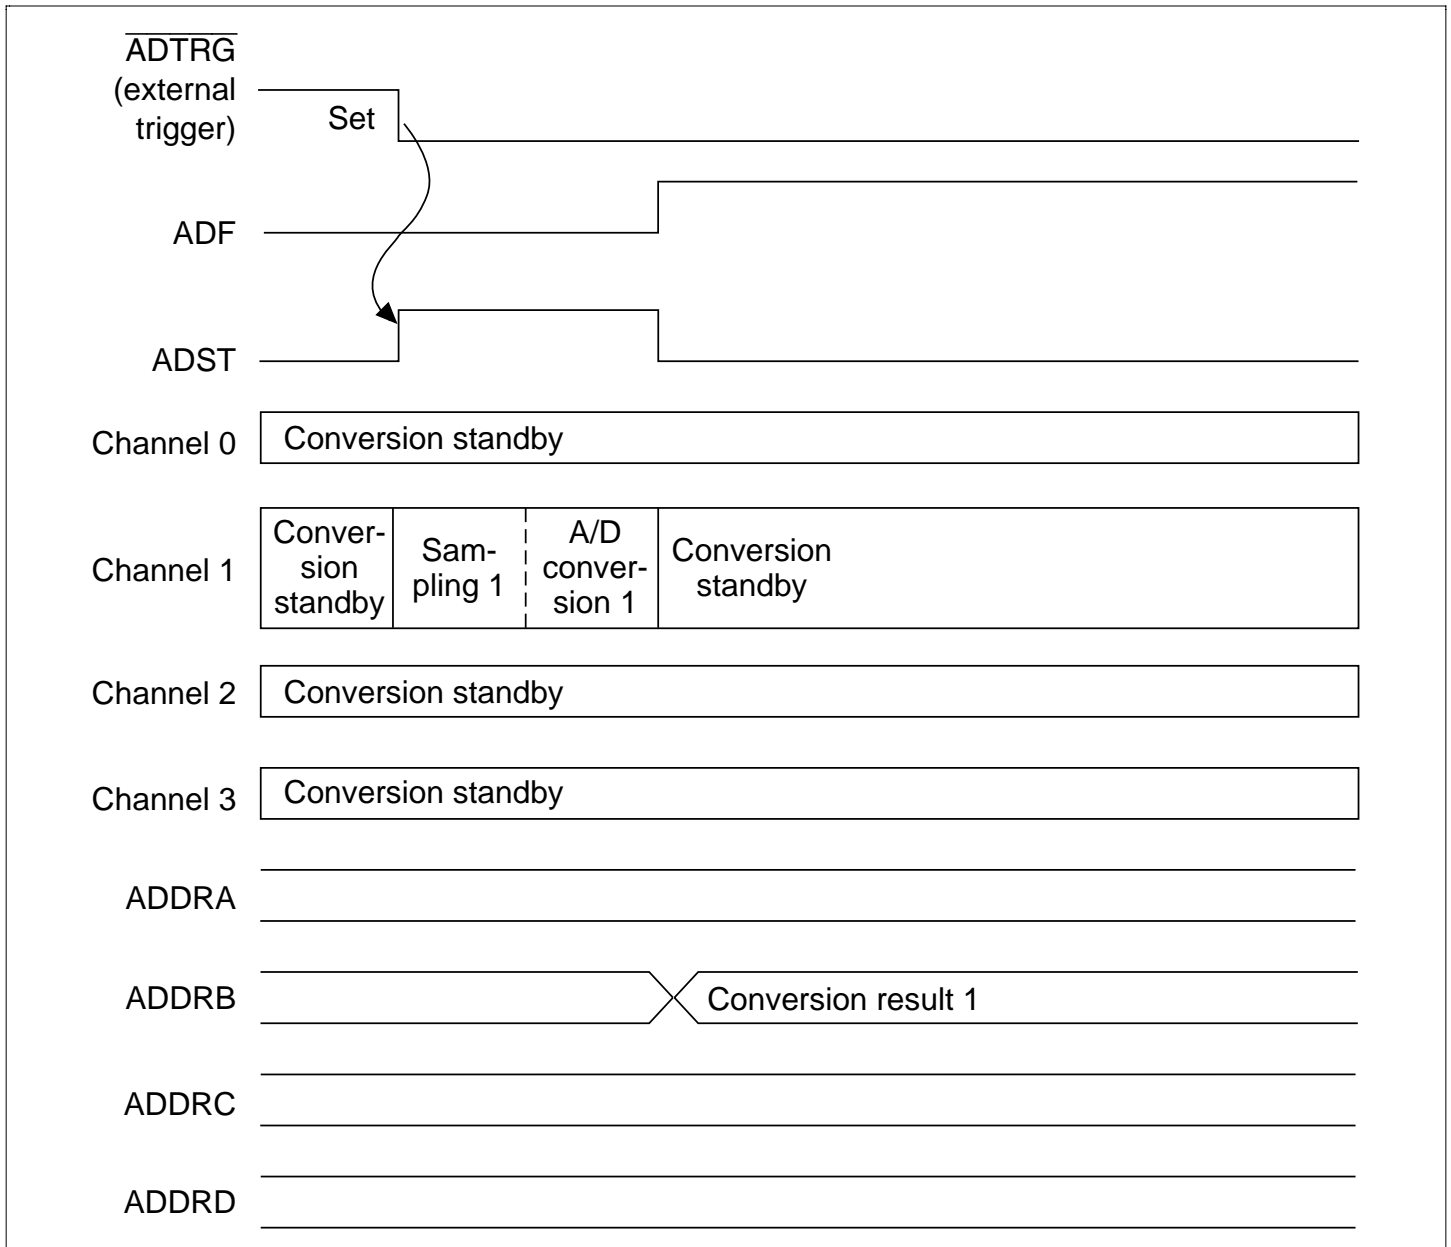 ADTRG
(external
trigger)
Set
ADF
ADST
Channel 0
Conversion standby
Channel 1
Conver-
sion
standby
Sam-
pling 1
A/D
conver-
sion 1
Conversion
standby
Channel 2
Conversion standby
Channel 3
Conversion standby
ADDRA
ADDRB
Conversion result 1
ADDRC
ADDRD